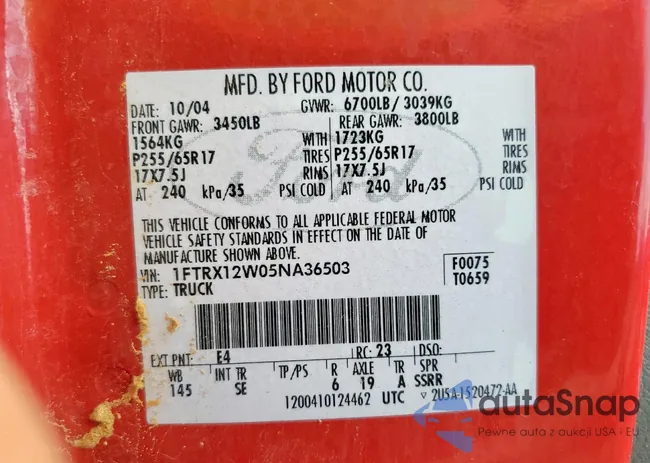 MFD. BY FORD MOTOR CO.
DATE: 10/04 GVWR: 6700LB/ 3039KG
FRONT GAWR: 3450LB REAR GAWR: 3800LB
1564KG WITH 1723KG WITH
P255/65R17 TIRES P255/65R17 TIRES
17X7.5J RIMS 17X7.5J RIMS
AT 240 kPa/35 PSI COLD AT 240 kPa/35 PSI COLD
Ford
THIS VEHICLE CONFORMS TO ALL APPLICABLE FEDERAL MOTOR
VEHICLE SAFETY STANDARDS IN EFFECT ON THE DATE OF
MANUFACTURE SHOWN ABOVE.
VIN: 1FTRX12W05NA36503 F0075
TYPE: TRUCK T0659
EXT PNT: E4 RC: 23 DSO:
WB INT TR TP/PS R AXLE TR SPR
145 SE 6 19 A SSRR
1200410124462 UTC ▽ 2U5A-1520472-AA
autoSnap
Pewne auta z aukcji USA i EU